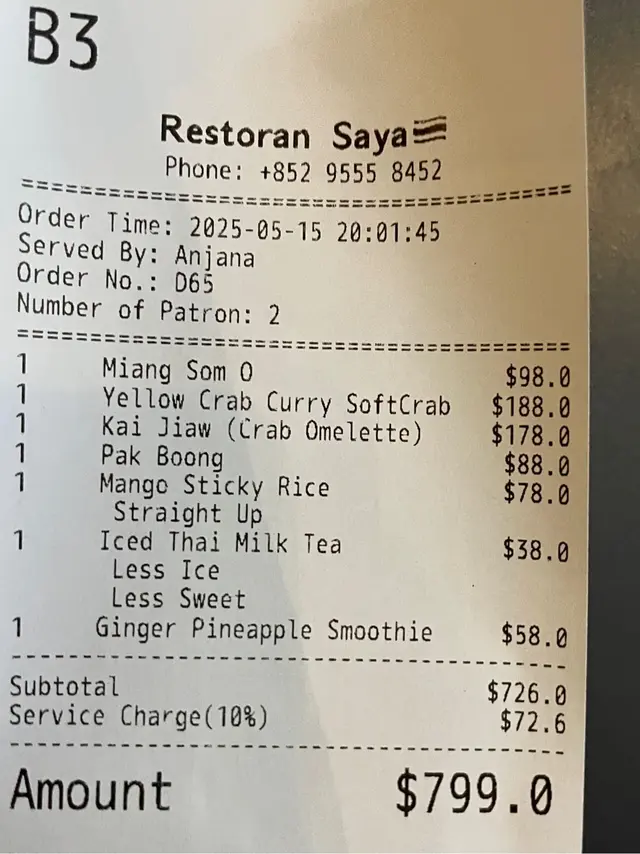 B3
Restoran Saya
Phone: +852 9555 8452
Order Time: 2025-05-15 20:01:45
Served By: Anjana
Order No.: D65
Number of Patron: 2
1 Miang Som O $98.0
1 Yellow Crab Curry SoftCrab $188.0
1 Kai Jiaw (Crab Omelette) $178.0
1 Pak Boong $88.0
1 Mango Sticky Rice $78.0
Straight Up
1 Iced Thai Milk Tea $38.0
Less Ice
Less Sweet
1 Ginger Pineapple Smoothie $58.0
Subtotal $726.0
Service Charge(10%) $72.6
Amount $799.0